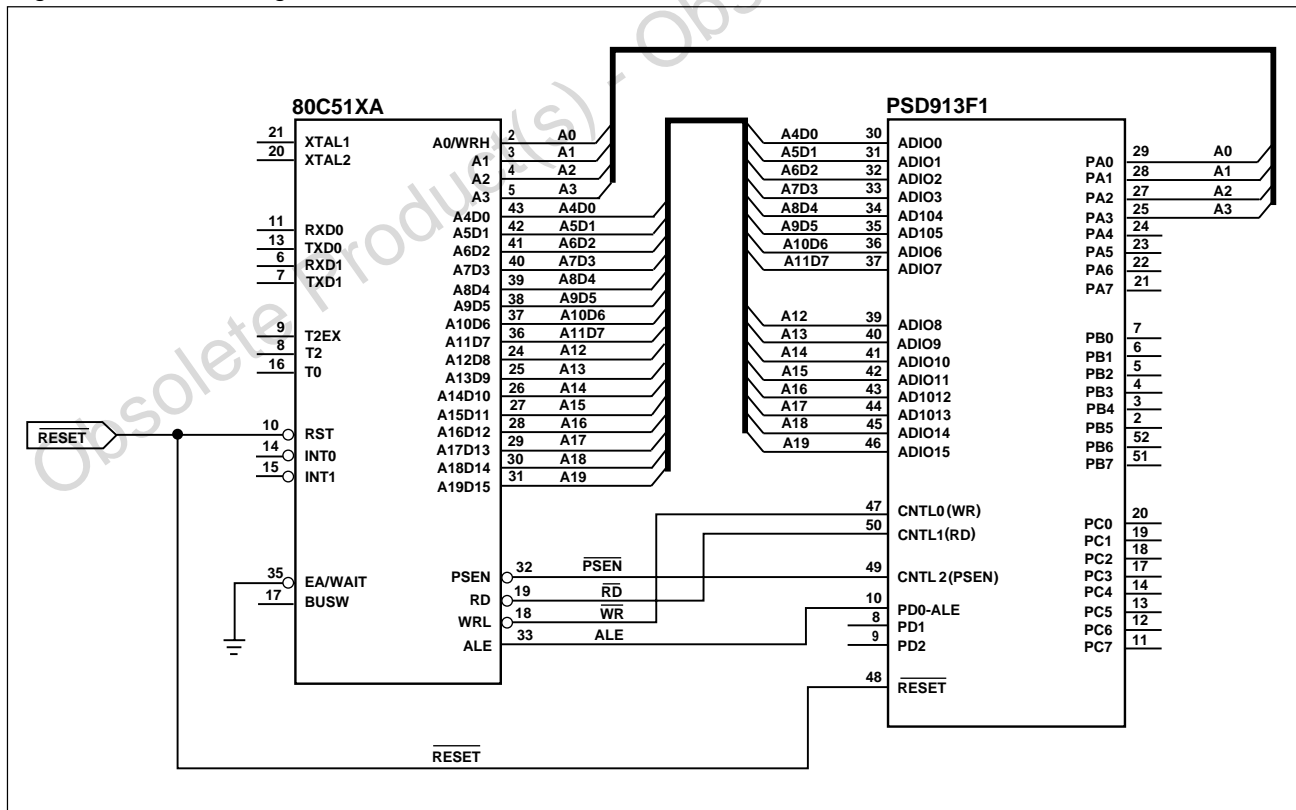 80C51XA
PSD913F1
21 XTAL1
20 XTAL2
11 RXD0
13 TXD0
6 RXD1
7 TXD1
9 T2EX
8 T2
16 T0
RESET
10 RST
14 INT0
15 INT1
35 EA/WAIT
17 BUSW
A0/WRH 2 A0
A1 3 A1
A2 4 A2
A3 5 A3
A4D0 43 A4D0
A5D1 42 A5D1
A6D2 41 A6D2
A7D3 40 A7D3
A8D4 39 A8D4
A9D5 38 A9D5
A10D6 37 A10D6
A11D7 36 A11D7
A12D8 24 A12
A13D9 25 A13
A14D10 26 A14
A15D11 27 A15
A16D12 28 A16
A17D13 29 A17
A18D14 30 A18
A19D15 31 A19
PSEN 32 PSEN
RD 19 RD
WRL 18 WR
ALE 33 ALE
A4D0 30 ADIO0
A5D1 31 ADIO1
A6D2 32 ADIO2
A7D3 33 ADIO3
A8D4 34 AD104
A9D5 35 AD105
A10D6 36 ADIO6
A11D7 37 ADIO7
A12 39 ADIO8
A13 40 ADIO9
A14 41 ADIO10
A15 42 ADIO11
A16 43 AD1012
A17 44 AD1013
A18 45 ADIO14
A19 46 ADIO15
47 CNTL0(WR)
50 CNTL1(RD)
49 CNTL 2(PSEN)
10 PD0-ALE
8 PD1
9 PD2
48 RESET
PA0 29 A0
PA1 28 A1
PA2 27 A2
PA3 25 A3
PA4 24
PA5 23
PA6 22
PA7 21
PB0 7
PB1 6
PB2 5
PB3 4
PB4 3
PB5 2
PB6 52
PB7 51
PC0 20
PC1 19
PC2 18
PC3 17
PC4 14
PC5 13
PC6 12
PC7 11
RESET
Obsolete Product(s) - Obs